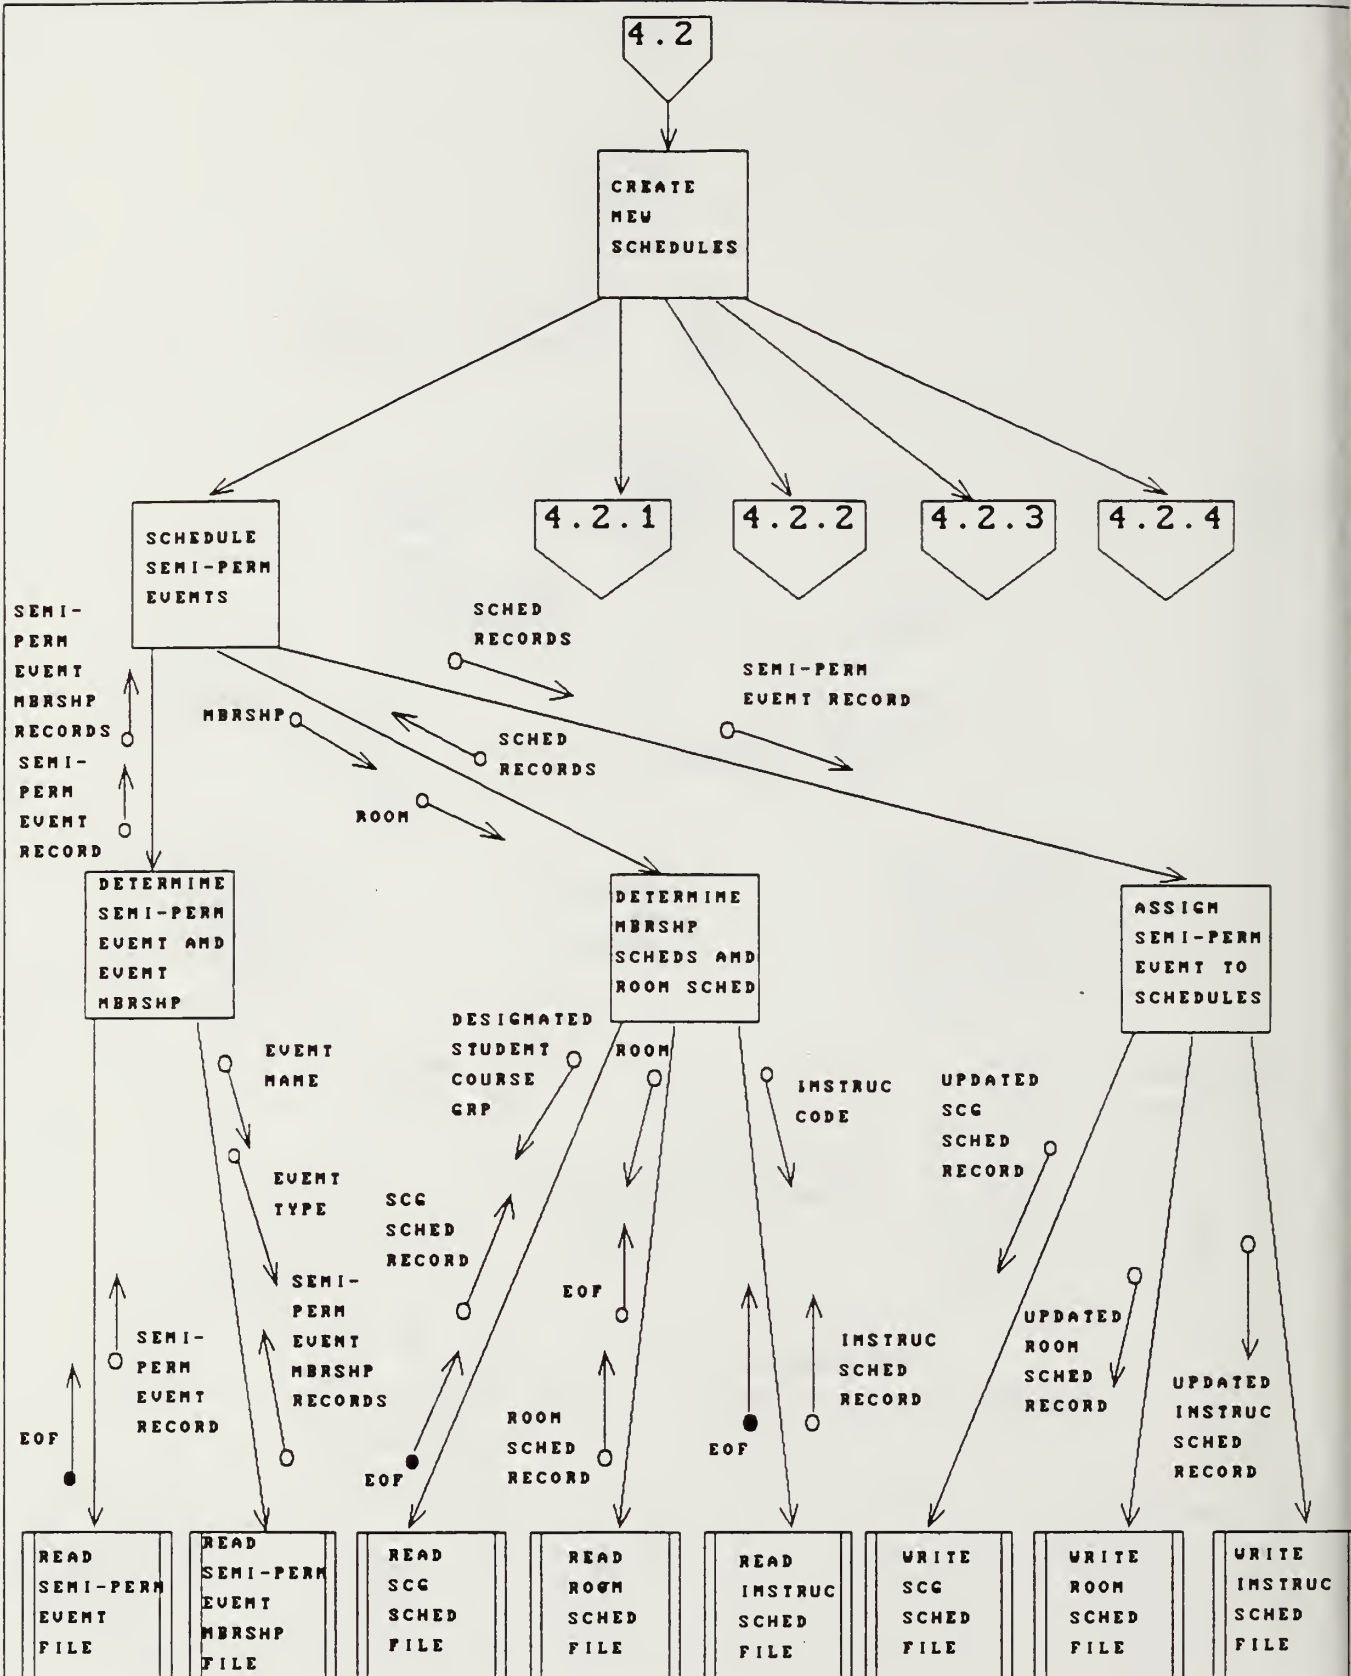 4.2
CREATE
NEW
SCHEDULES
SCHEDULE
SEMI-PERM
EVENTS
4.2.1
4.2.2
4.2.3
4.2.4
SEMI-
PERM
EVENT
MBRSHP
RECORDS
SEMI-
PERM
EVENT
RECORD
MBRSHP
ROOM
SCHED
RECORDS
SCHED
RECORDS
SEMI-PERM
EVENT RECORD
DETERMINE
SEMI-PERM
EVENT AND
EVENT
MBRSHP
DETERMINE
MBRSHP
SCHEDS AND
ROOM SCHED
ASSIGN
SEMI-PERM
EVENT TO
SCHEDULES
EVENT
NAME
EVENT
TYPE
SEMI-
PERM
EVENT
MBRSHP
RECORDS
SEMI-
PERM
EVENT
RECORD
EOF
DESIGNATED
STUDENT
COURSE
GRP
SCG
SCHED
RECORD
EOF
ROOM
EOF
ROOM
SCHED
RECORD
INSTRUC
CODE
EOF
INSTRUC
SCHED
RECORD
UPDATED
SCG
SCHED
RECORD
UPDATED
ROOM
SCHED
RECORD
UPDATED
INSTRUC
SCHED
RECORD
READ
SEMI-PERM
EVENT
FILE
READ
SEMI-PERM
EVENT
MBRSHP
FILE
READ
SCG
SCHED
FILE
READ
ROOM
SCHED
FILE
READ
INSTRUC
SCHED
FILE
WRITE
SCG
SCHED
FILE
WRITE
ROOM
SCHED
FILE
WRITE
INSTRUC
SCHED
FILE